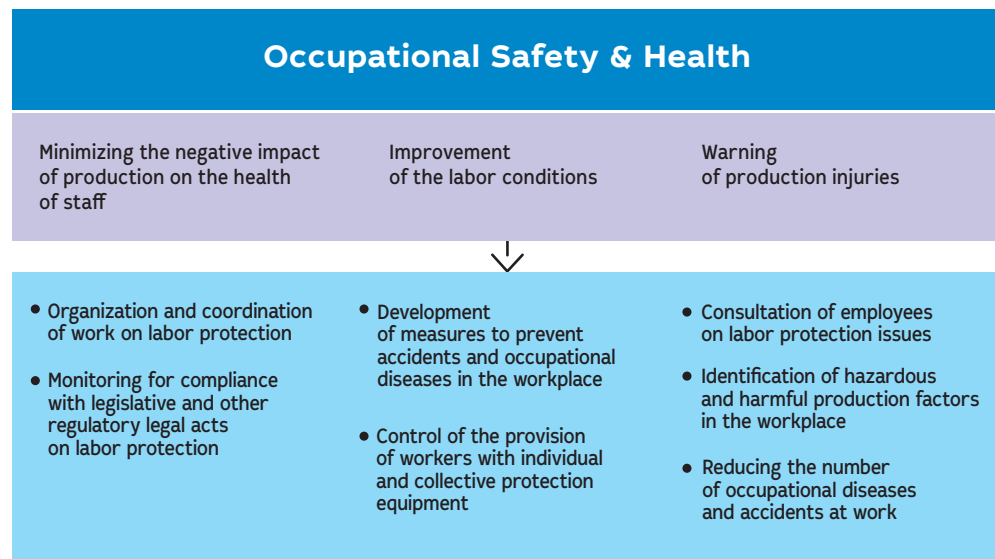 Occupational Safety & Health
Minimizing the negative impact
of production on the health
of staff
Improvement
of the labor conditions
Warning
of production injuries
• Organization and coordination
of work on labor protection
• Monitoring for compliance
with legislative and other
regulatory legal acts
on labor protection
• Development
of measures to prevent
accidents and occupational
diseases in the workplace
• Control of the provision
of workers with individual
and collective protection
equipment
• Consultation of employees
on labor protection issues
• Identification of hazardous
and harmful production factors
in the workplace
• Reducing the number
of occupational diseases
and accidents at work